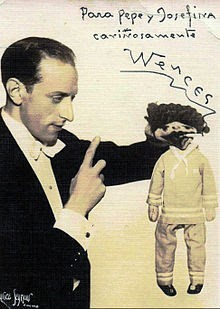 Para Pepe y Josefina
cariñosamente
Wences